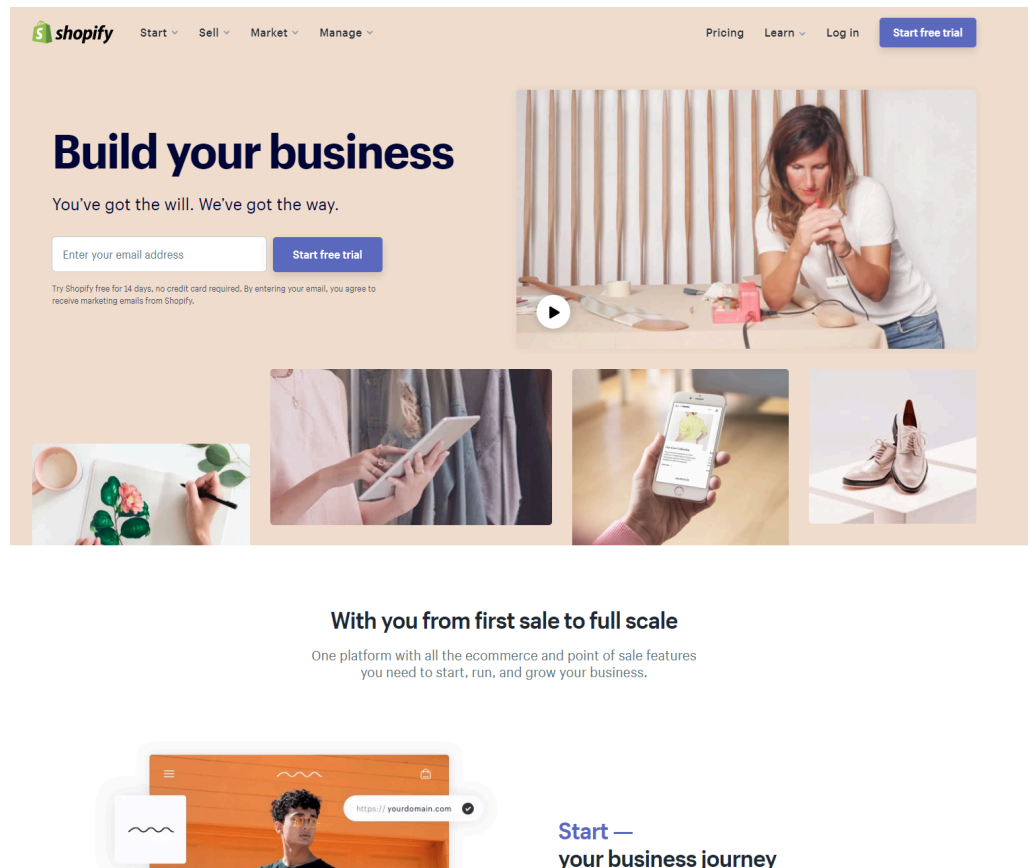 shopify
Start
Sell
Market
Manage
Pricing
Learn
Log in
Start free trial
Build your business
You've got the will. We've got the way.
Enter your email address
Start free trial
Try Shopify free for 14 days, no credit card required. By entering your email, you agree to
receive marketing emails from Shopify.
With you from first sale to full scale
One platform with all the ecommerce and point of sale features
you need to start, run, and grow your business.
https:// yourdomain.com
Start —
your business journey